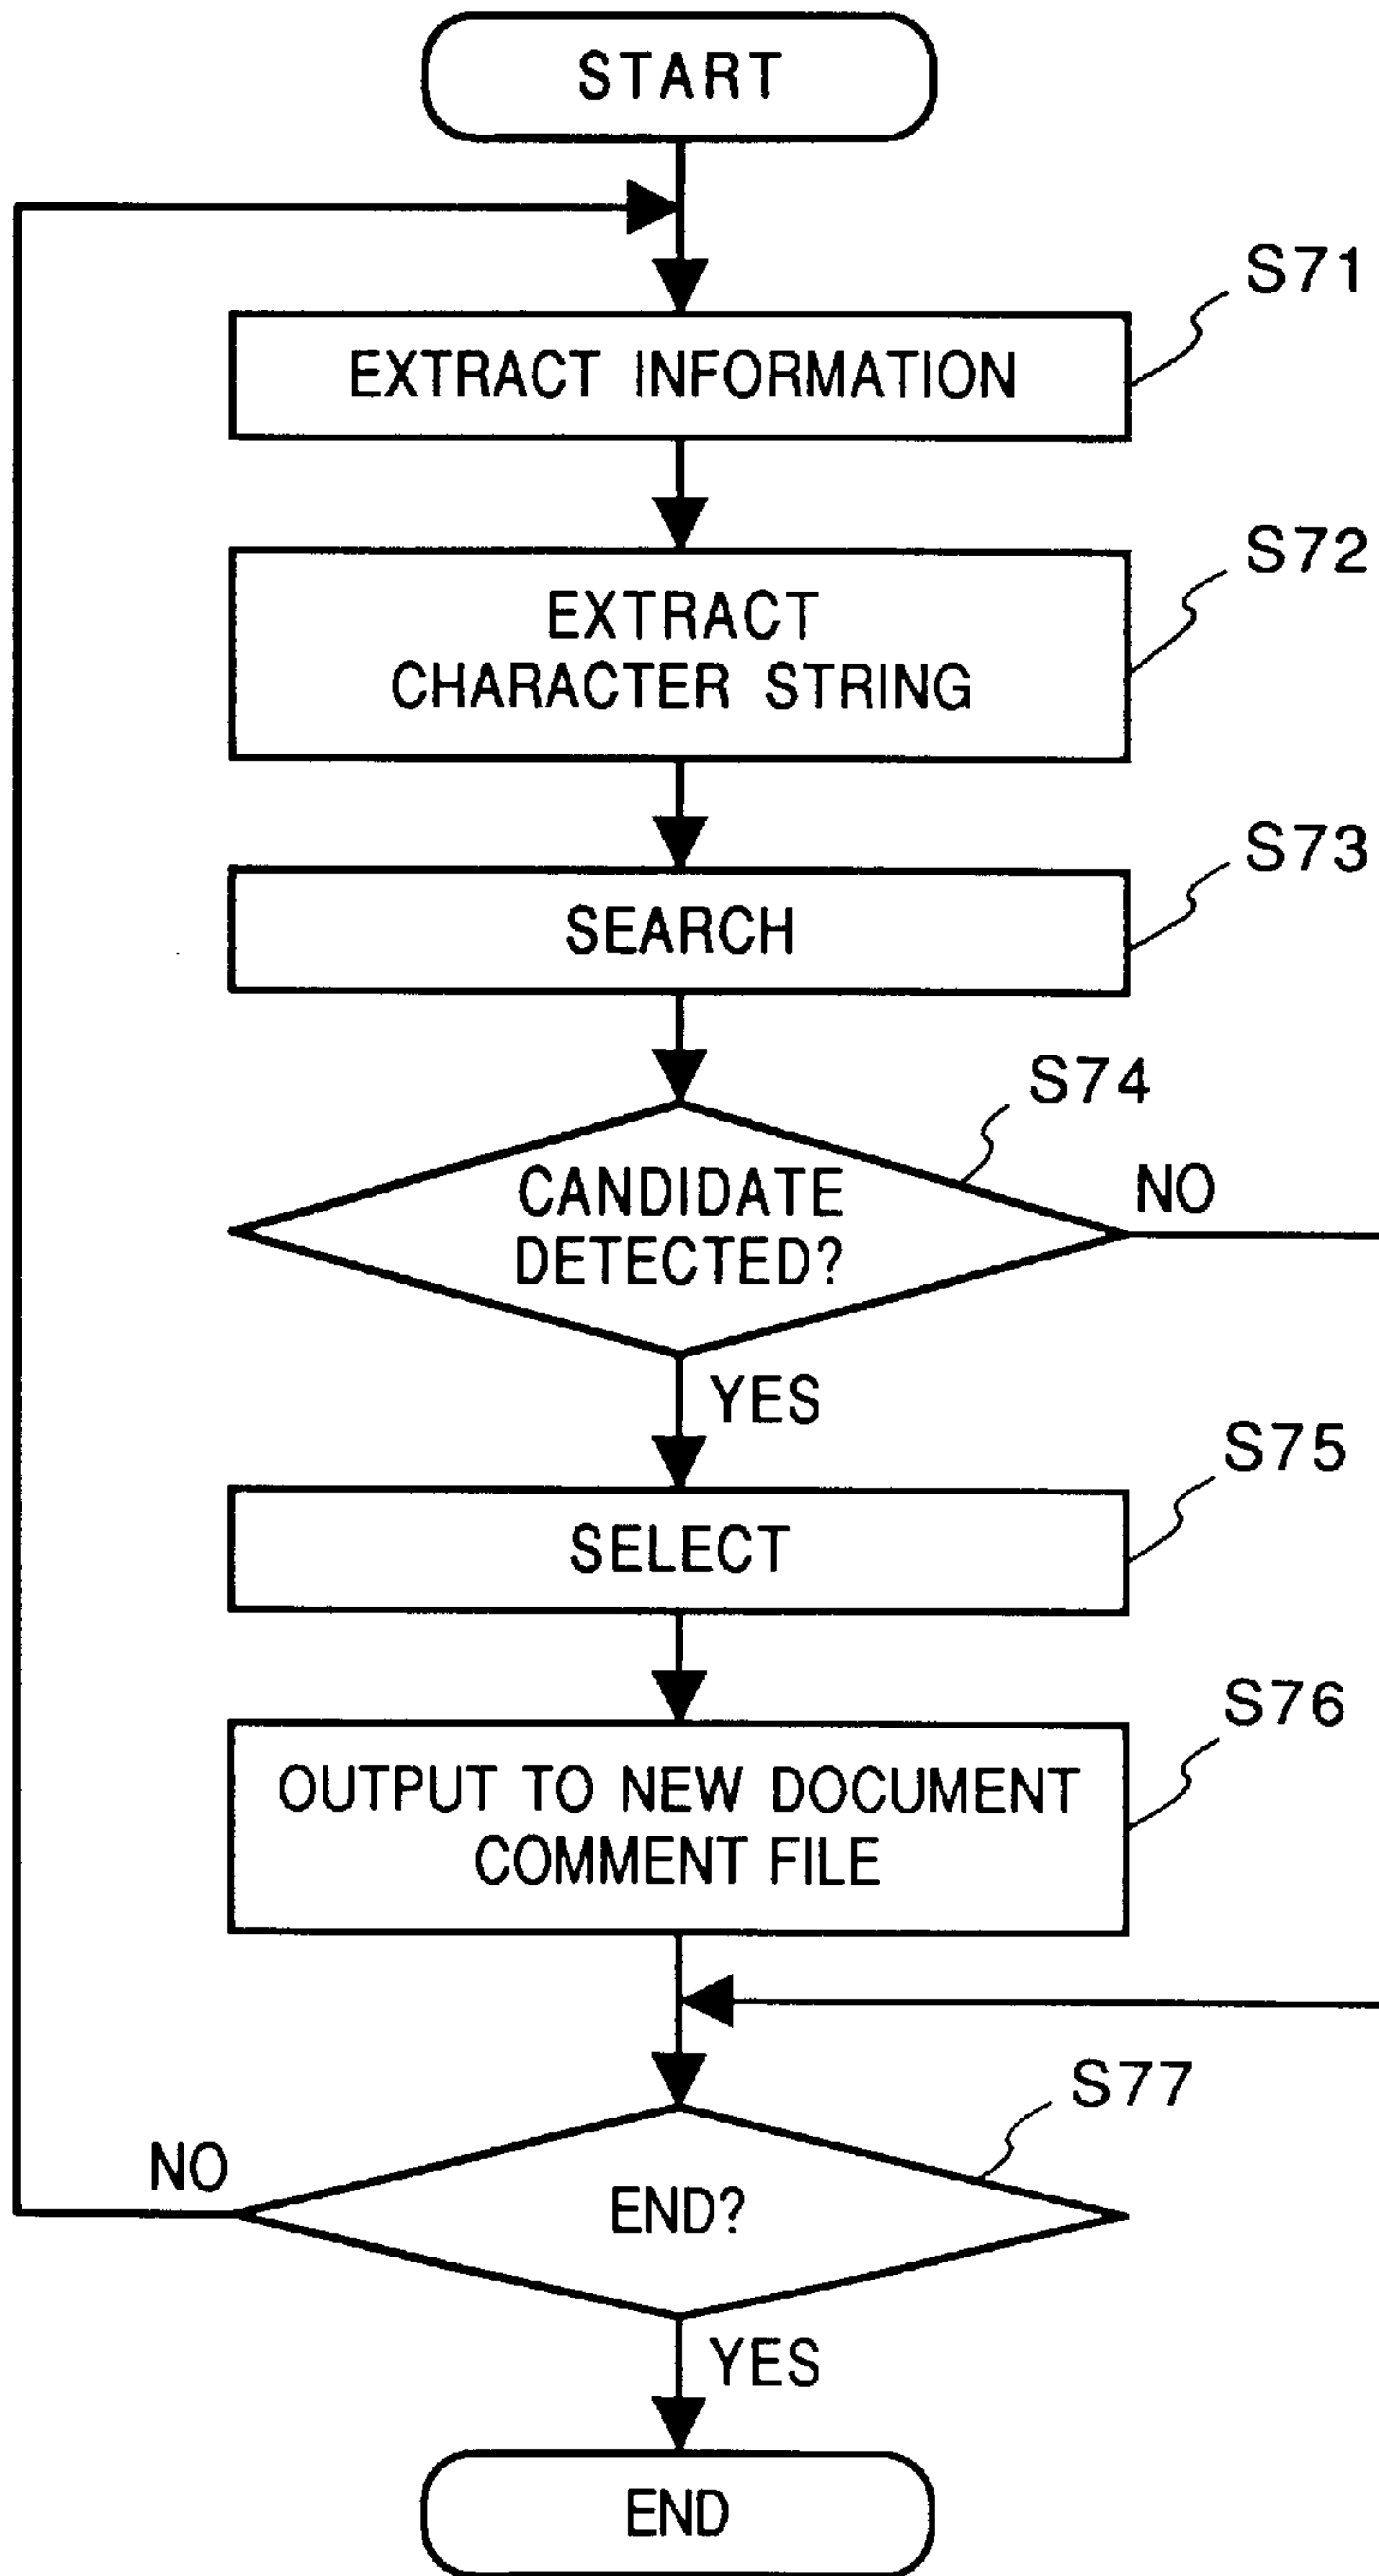 START
S71
EXTRACT INFORMATION
S72
EXTRACT
CHARACTER STRING
S73
SEARCH
S74
CANDIDATE
DETECTED?
NO
YES
S75
SELECT
S76
OUTPUT TO NEW DOCUMENT
COMMENT FILE
S77
NO
END?
YES
END